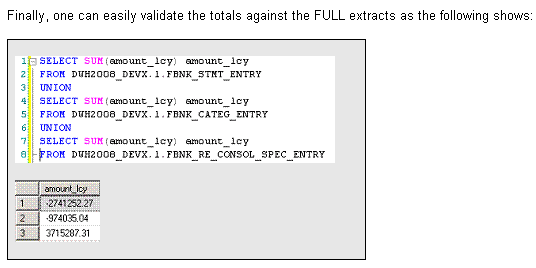 Finally, one can easily validate the totals against the FULL extracts as the following shows:
1 SELECT SUM(amount_lcy) amount_lcy
2 FROM DWH2008_DEVX.1.FBNK_STMT_ENTRY
3 UNION
4 SELECT SUM(amount_lcy) amount_lcy
5 FROM DWH2008_DEVX.1.FBNK_CATEG_ENTRY
6 UNION
7 SELECT SUM(amount_lcy) amount_lcy
8 FROM DWH2008_DEVX.1.FBNK_RE_CONSOL_SPEC_ENTRY
amount_lcy
1 -2741252.27
2 -974035.04
3 3715287.31